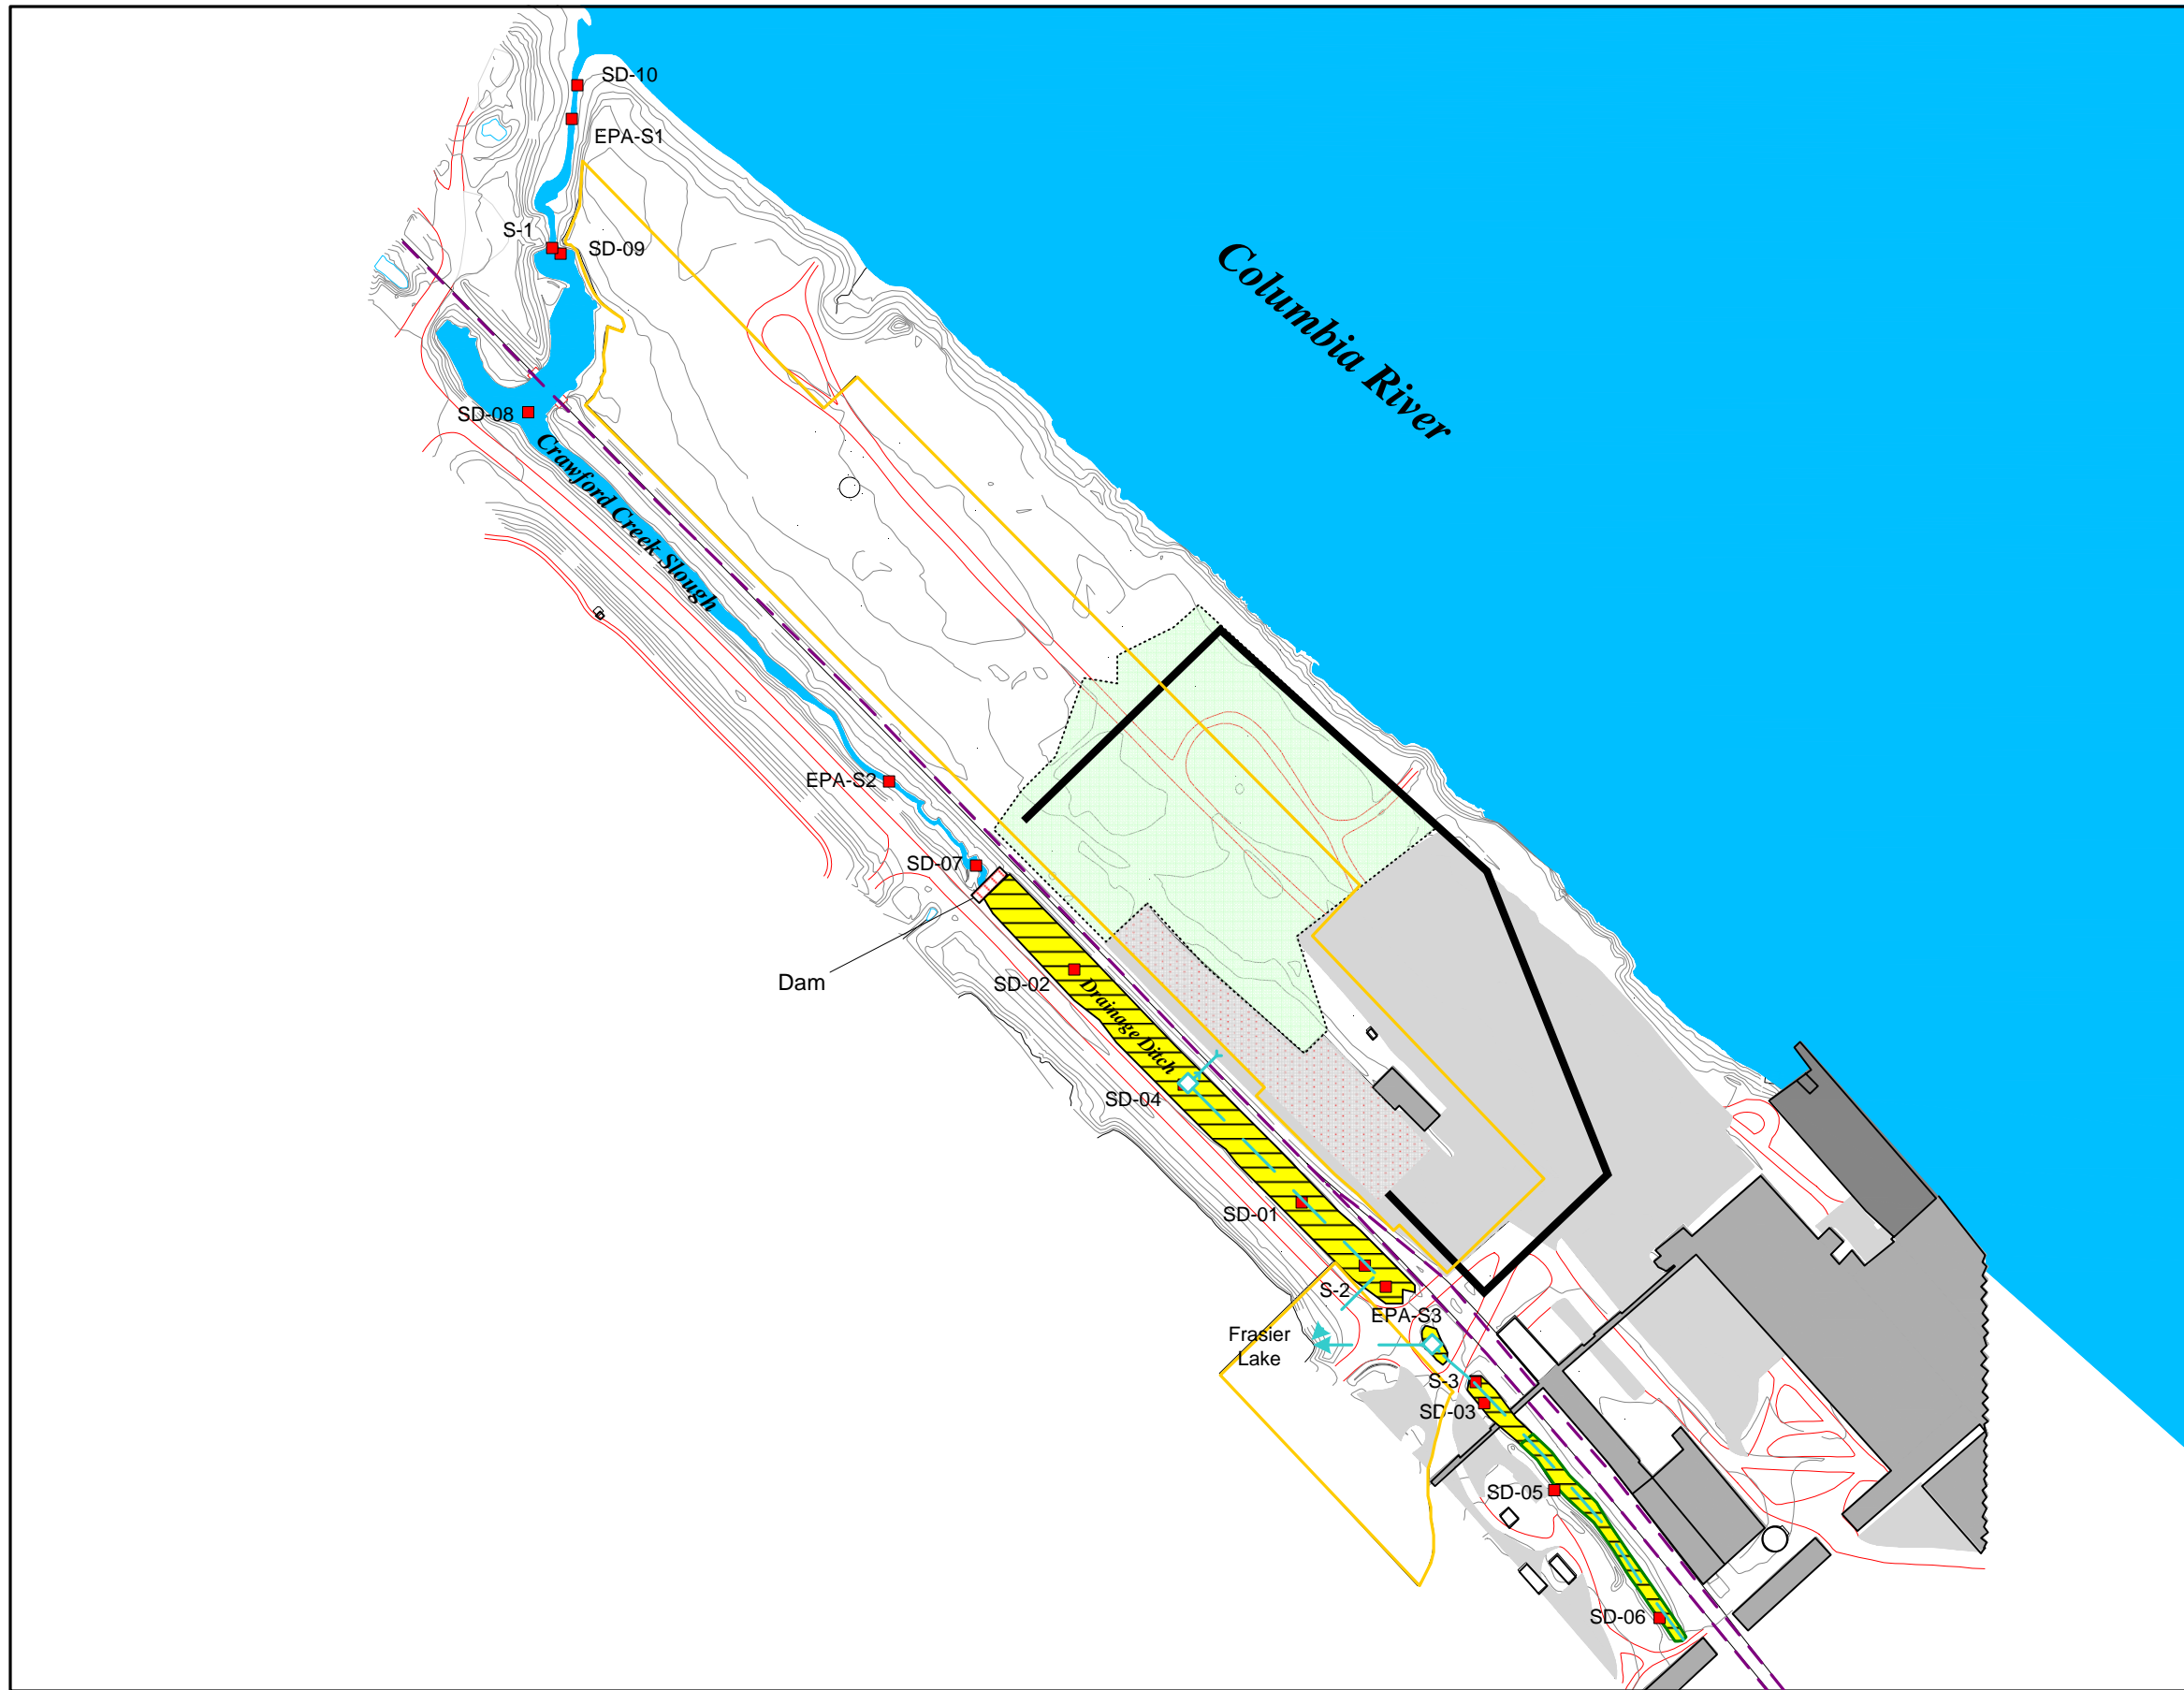 SD-10
EPA-S1
S-1
SD-09
Columbia River
SD-08
Crawford Creek Slough
EPA-S2
SD-07
Dam
SD-02
Drainage Ditch
SD-04
SD-01
S-2
EPA-S3
Frasier
Lake
S-3
SD-03
SD-05
SD-06